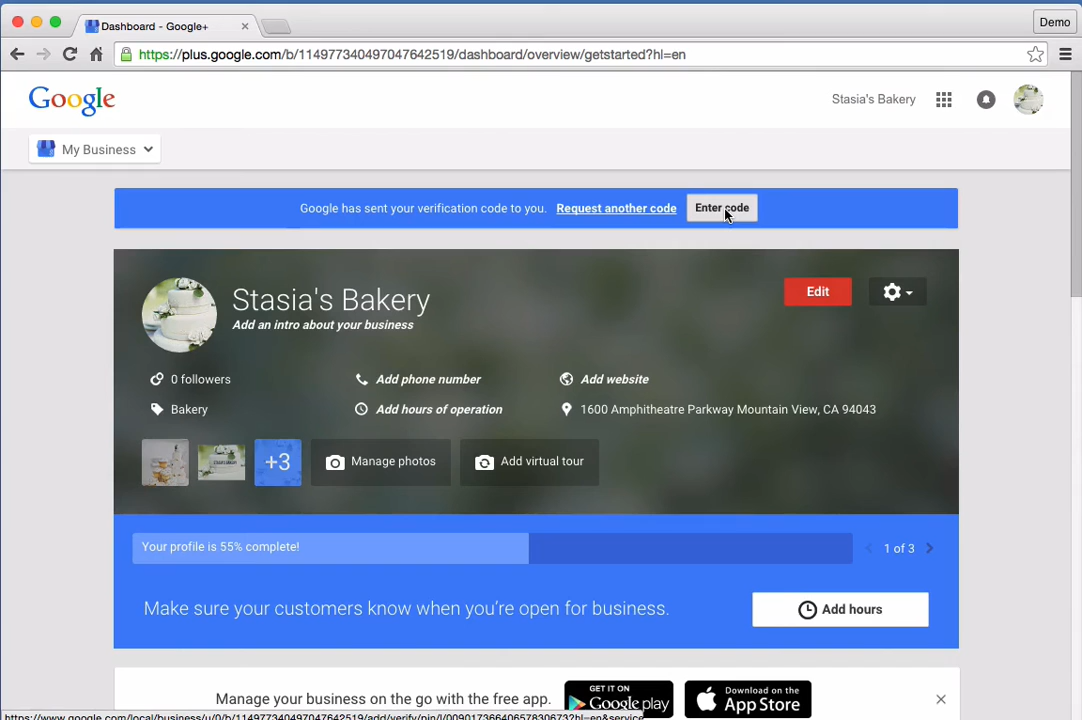 Dashboard - Google+
Demo
https://plus.google.com/b/114977340497047642519/dashboard/overview/getstarted?hl=en
Google
Stasia's Bakery
My Business
Google has sent your verification code to you. Request another code Enter code
Stasia's Bakery
Add an intro about your business
Edit
0 followers
Add phone number
Add website
Bakery
Add hours of operation
1600 Amphitheatre Parkway Mountain View, CA 94043
+3
Manage photos
Add virtual tour
Your profile is 55% complete!
1 of 3
Make sure your customers know when you're open for business.
Add hours
Manage your business on the go with the free app.
GET IT ON
Google play
Download on the
App Store